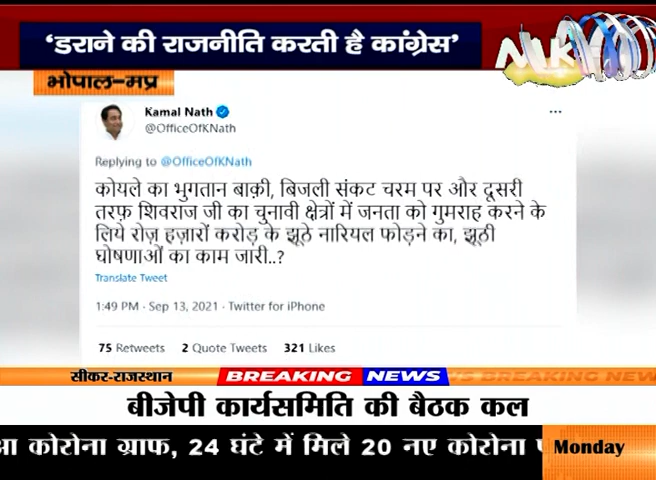 'डराने की राजनीति करती है कांग्रेस'
भोपाल-मप्र
Kamal Nath
@OfficeOfKNath
Replying to @OfficeOfKNath
कोयले का भुगतान बाक़ी, बिजली संकट चरम पर और दूसरी
तरफ़ शिवराज जी का चुनावी क्षेत्रों में जनता को गुमराह करने के
लिये रोज़ हज़ारों करोड़ के झूठे नारियल फोड़ने का, झूठी
घोषणाओं का काम जारी..?
Translate Tweet
1:49 PM · Sep 13, 2021 · Twitter for iPhone
75 Retweets 2 Quote Tweets 321 Likes
सीकर-राजस्थान BREAKING NEWS BREAKING NEW
बीजेपी कार्यसमिति की बैठक कल
कोरोना ग्राफ, 24 घंटे में मिले 20 नए कोरोना Monday